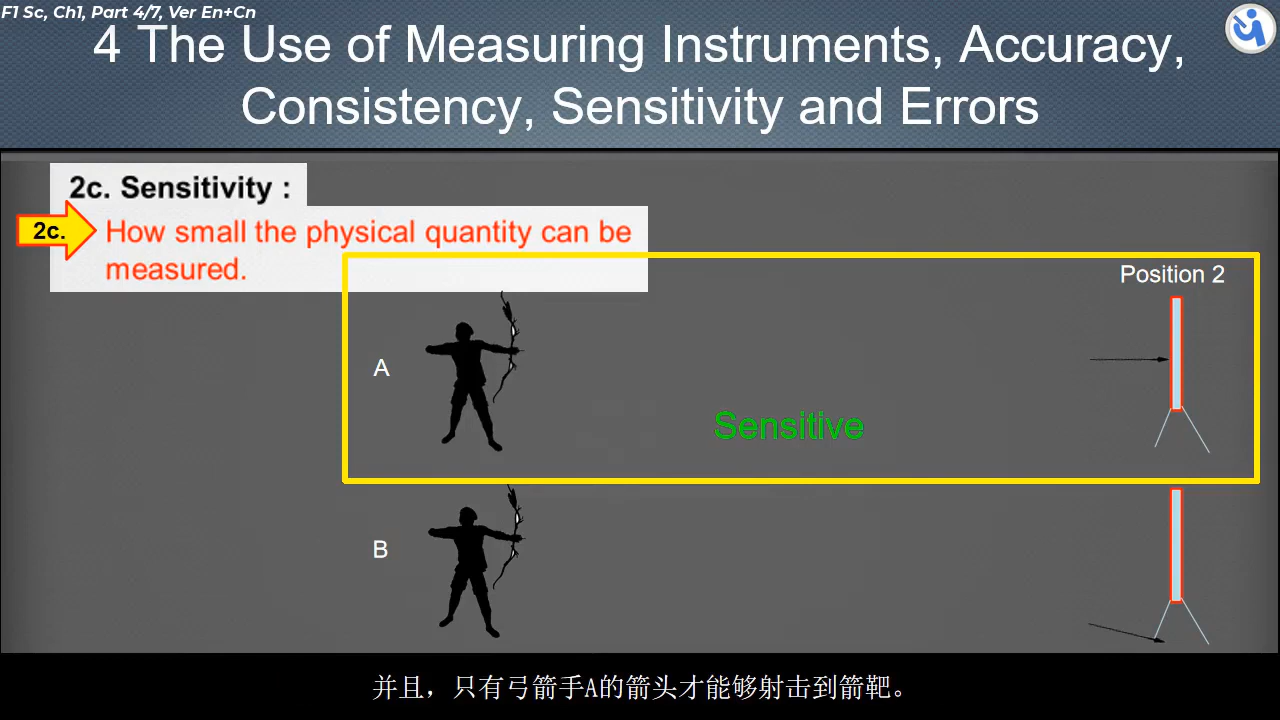 F1 Sc, Ch1, Part 4/7, Ver En+Cn
4 The Use of Measuring Instruments, Accuracy,
Consistency, Sensitivity and Errors
2c. Sensitivity :
2c.
How small the physical quantity can be
measured.
Position 2
A
Sensitive
B
并且，只有弓箭手A的箭头才能够射击到箭靶。